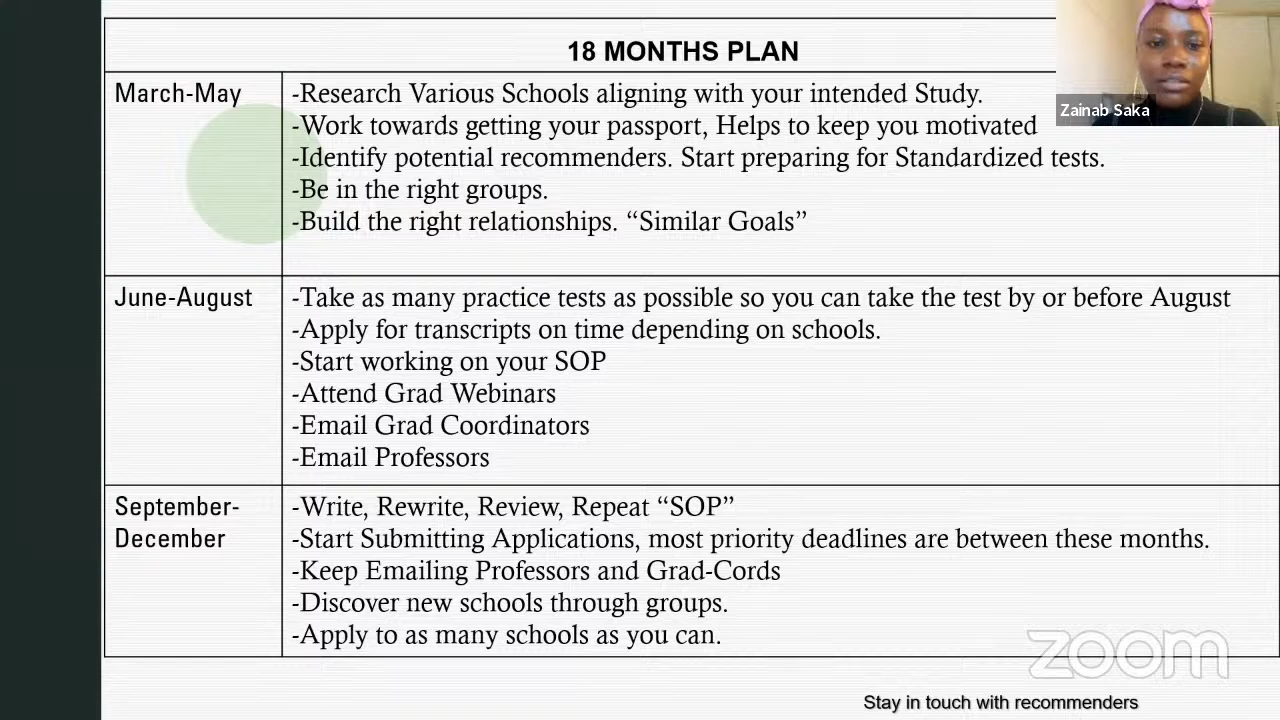 18 MONTHS PLAN
Zainab Saka
March-May
-Research Various Schools aligning with your intended Study.
-Work towards getting your passport, Helps to keep you motivated
-Identify potential recommenders. Start preparing for Standardized tests.
-Be in the right groups.
-Build the right relationships. “Similar Goals”
June-August
-Take as many practice tests as possible so you can take the test by or before August
-Apply for transcripts on time depending on schools.
-Start working on your SOP
-Attend Grad Webinars
-Email Grad Coordinators
-Email Professors
September-
December
-Write, Rewrite, Review, Repeat “SOP”
-Start Submitting Applications, most priority deadlines are between these months.
-Keep Emailing Professors and Grad-Cords
-Discover new schools through groups.
-Apply to as many schools as you can.
zoom
Stay in touch with recommenders